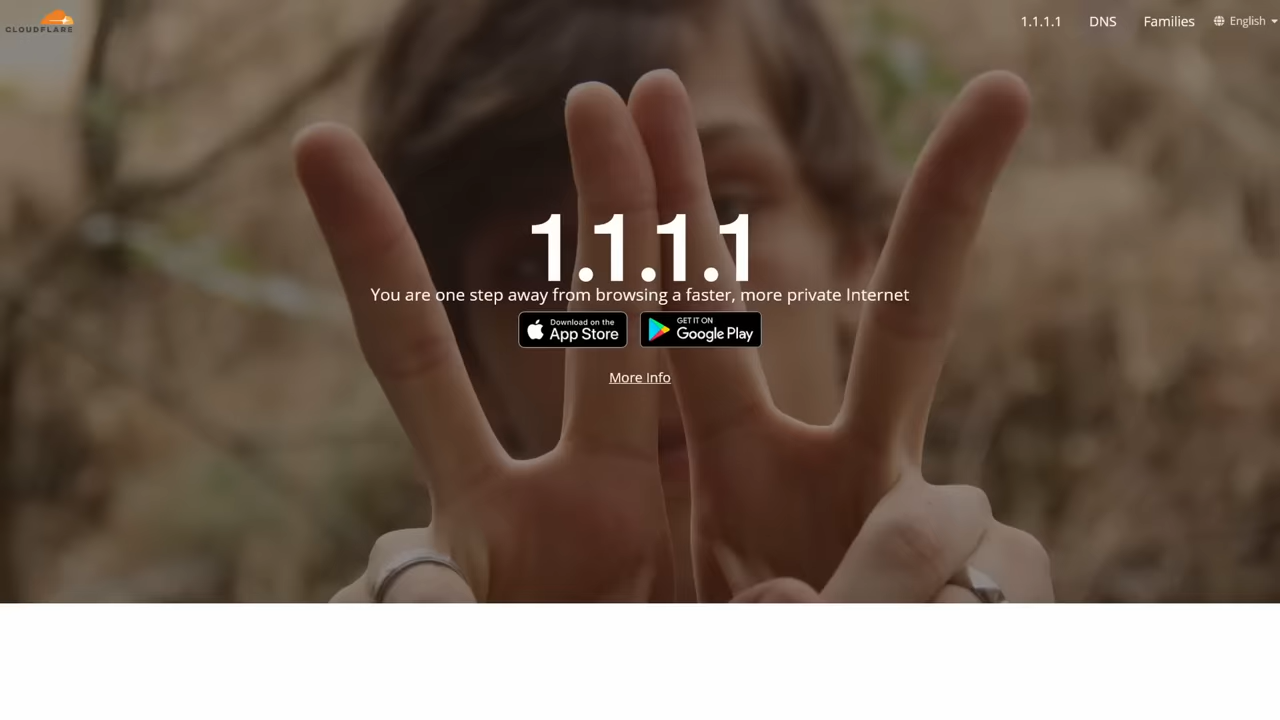 CLOUDFLARE
1.1.1.1 DNS Families English
1.1.1.1
You are one step away from browsing a faster, more private Internet
Download on the App Store
GET IT ON Google Play
More Info